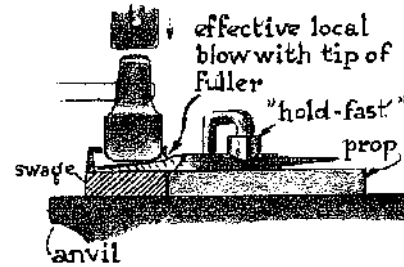 effective local
blow with tip of
fuller
"hold-fast"
prop
swage
anvil